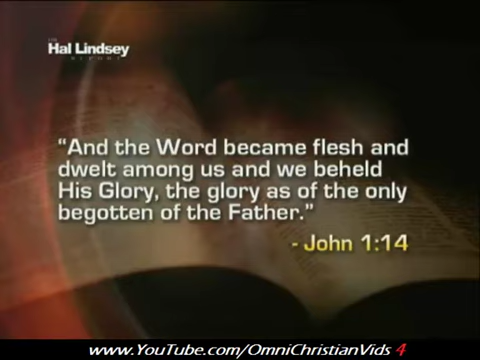 THE
Hal Lindsey
REPORT
“And the Word became flesh and
dwelt among us and we beheld
His Glory, the glory as of the only
begotten of the Father.”
- John 1:14
www.YouTube.com/OmniChristianVids 4